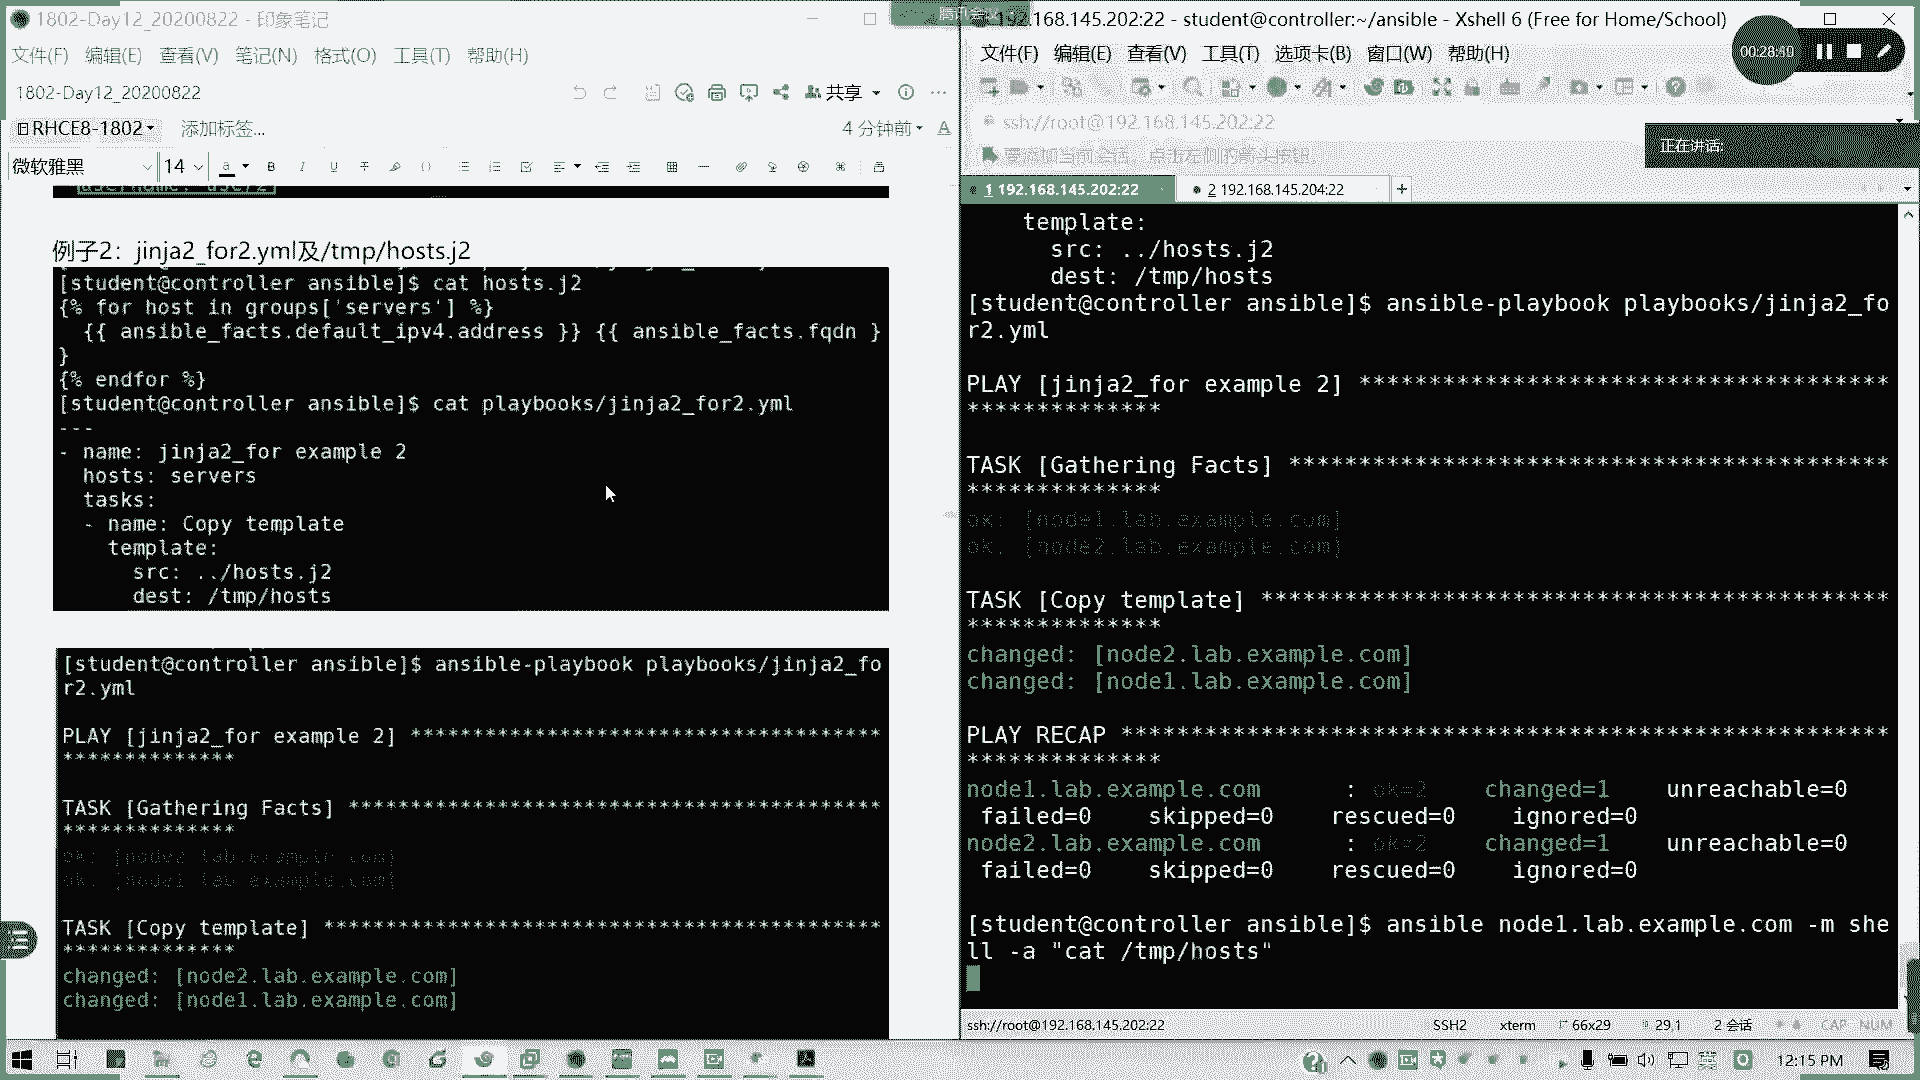 1802-Day12_20200822 - 印象笔记
文件(F) 编辑(E) 查看(V) 笔记(N) 格式(O) 工具(T) 帮助(H)
1802-Day12_20200822
共享
RHCE8-1802
添加标签...
4 分钟前
微软雅黑
14
例子2：jinja2_for2.yml及/tmp/hosts.j2
[student@controller ansible]$ cat hosts.j2
{% for host in groups['servers'] %}
{{ ansible_facts.default_ipv4.address }} {{ ansible_facts.fqdn }
}
{% endfor %}
[student@controller ansible]$ cat playbooks/jinja2_for2.yml
---
- name: jinja2_for example 2
hosts: servers
tasks:
- name: Copy template
template:
src: ../hosts.j2
dest: /tmp/hosts
[student@controller ansible]$ ansible-playbook playbooks/jinja2_fo
r2.yml
PLAY [jinja2_for example 2] **************************************
**************
TASK [Gathering Facts] *******************************************
**************
ok: [node2.lab.example.com]
ok: [node1.lab.example.com]
TASK [Copy template] *********************************************
**************
changed: [node2.lab.example.com]
changed: [node1.lab.example.com]
腾讯会议
192.168.145.202:22 - student@controller:~/ansible - Xshell 6 (Free for Home/School)
文件(F) 编辑(E) 查看(V) 工具(T) 选项卡(B) 窗口(W) 帮助(H)
00:28:50
ssh://root@192.168.145.202:22
要添加当前会话，点击左侧的箭头按钮。
正在讲话:
1 192.168.145.202:22
2 192.168.145.204:22
template:
src: ../hosts.j2
dest: /tmp/hosts
[student@controller ansible]$ ansible-playbook playbooks/jinja2_fo
r2.yml
PLAY [jinja2_for example 2] **************************************
**************
TASK [Gathering Facts] *******************************************
**************
ok: [node1.lab.example.com]
ok: [node2.lab.example.com]
TASK [Copy template] *********************************************
**************
changed: [node2.lab.example.com]
changed: [node1.lab.example.com]
PLAY RECAP *******************************************************
**************
node1.lab.example.com : ok=2 changed=1 unreachable=0
failed=0 skipped=0 rescued=0 ignored=0
node2.lab.example.com : ok=2 changed=1 unreachable=0
failed=0 skipped=0 rescued=0 ignored=0
[student@controller ansible]$ ansible node1.lab.example.com -m she
ll -a "cat /tmp/hosts"
ssh://root@192.168.145.202:22
SSH2
xterm
66x29
29,1
2 会话
CAP NUM
英
12:15 PM